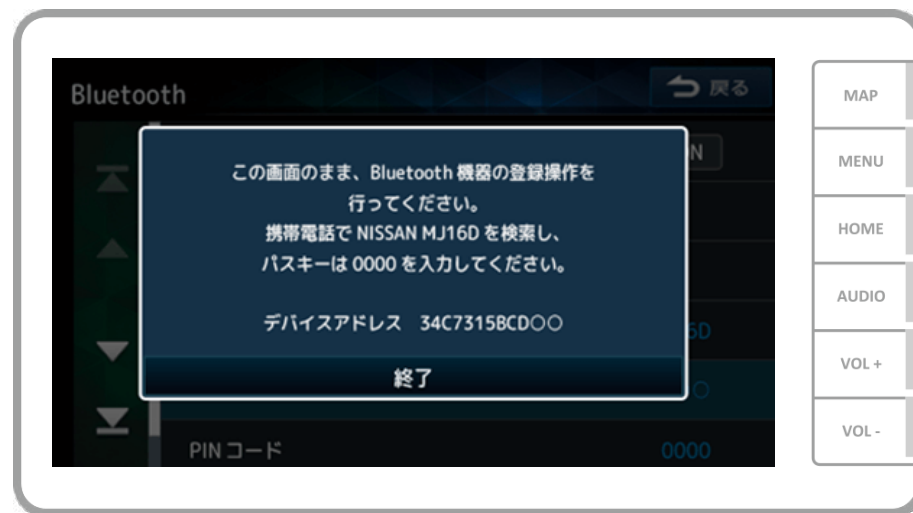 Bluetooth
戻る
N
この画面のまま、Bluetooth 機器の登録操作を
行ってください。
携帯電話で NISSAN MJ16D を検索し、
パスキーは 0000 を入力してください。
デバイスアドレス 34C7315BCD○○
6D
○
終了
PIN コード 0000
MAP
MENU
HOME
AUDIO
VOL +
VOL -